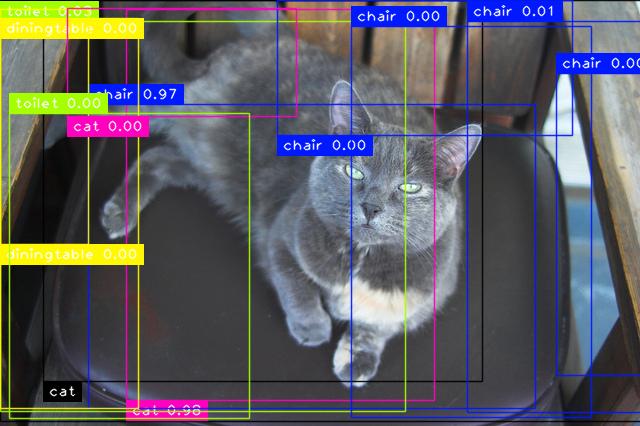 toilet 0.03
chair 0.01
chair 0.00
diningtable 0.00
chair 0.00
chair 0.97
toilet 0.00
cat 0.00
chair 0.00
diningtable 0.00
cat
cat 0.98